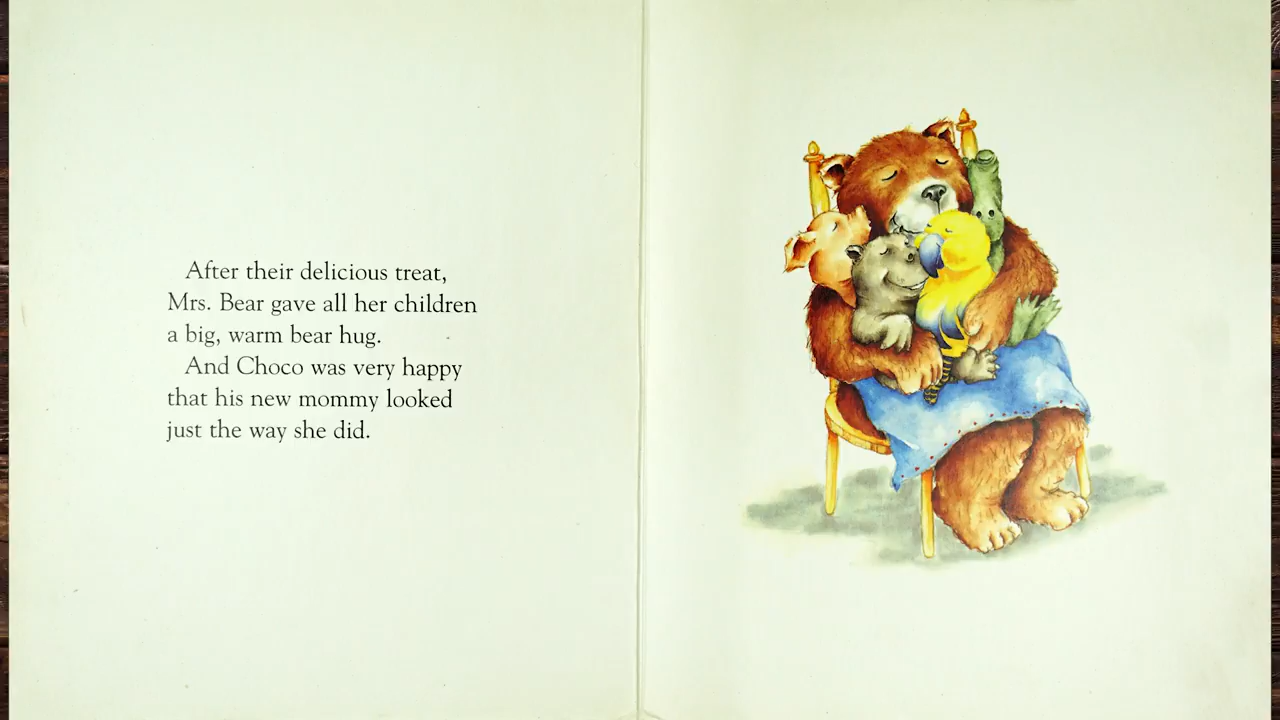 After their delicious treat,
Mrs. Bear gave all her children
a big, warm bear hug.
And Choco was very happy
that his new mommy looked
just the way she did.